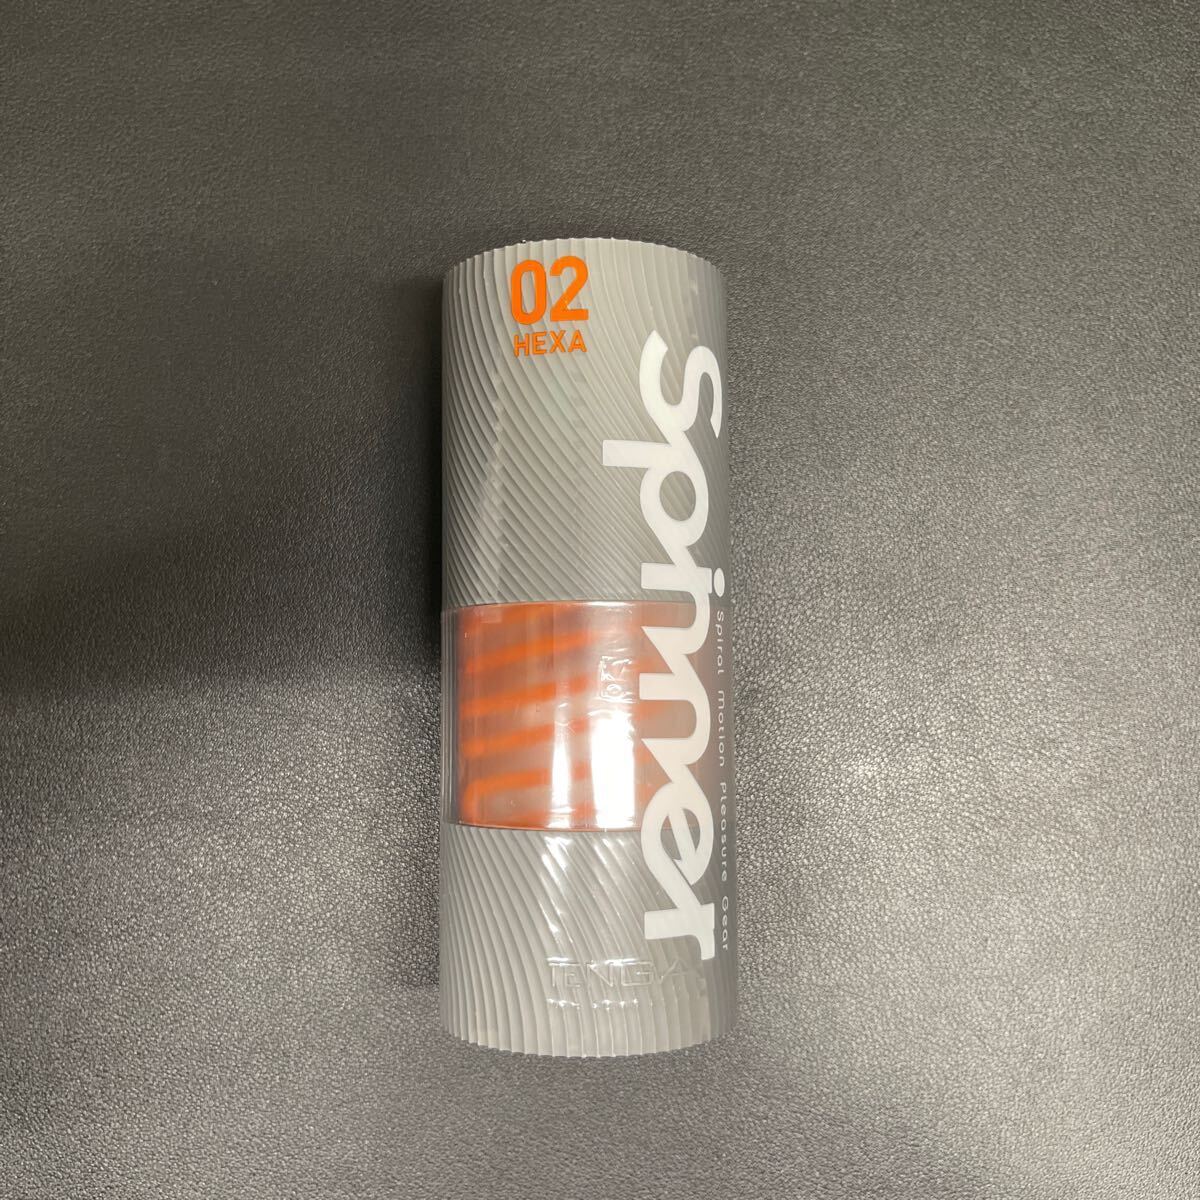 02
HEXA
Spinner
Spiral Motion Pleasure Gear
TENGA